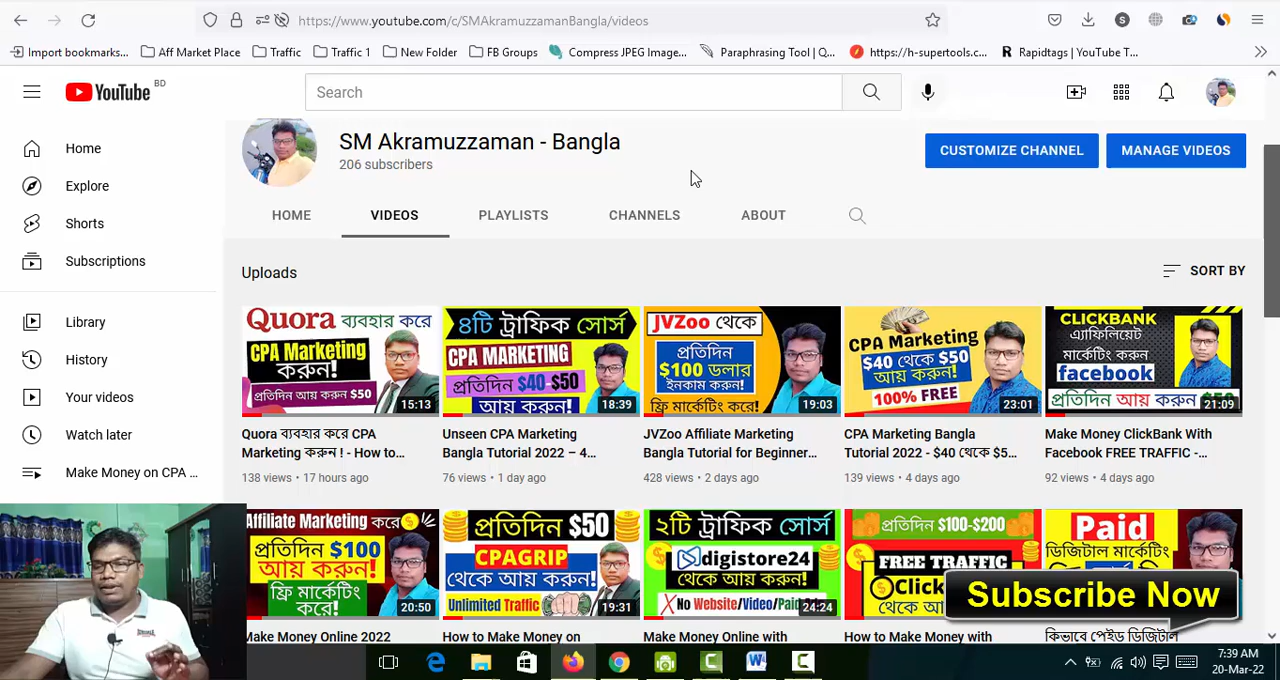 https://www.youtube.com/c/SMAkramuzzamanBangla/videos
Import bookmarks... Aff Market Place Traffic Traffic 1 New Folder FB Groups Compress JPEG Image... Paraphrasing Tool | Q... https://h-supertools.c... Rapidtags | YouTube T...
YouTube BD
Search
Home
Explore
Shorts
Subscriptions
Library
History
Your videos
Watch later
Make Money on CPA ...
SM Akramuzzaman - Bangla
206 subscribers
CUSTOMIZE CHANNEL
MANAGE VIDEOS
HOME VIDEOS PLAYLISTS CHANNELS ABOUT
Uploads
SORT BY
Quora ব্যবহার করে
CPA Marketing
করুন!
প্রতিদিন আয় করুন $50
15:13
Quora ব্যবহার করে CPA
Marketing করুন ! - How to...
138 views • 17 hours ago
৪টি ট্রাফিক সোর্স
CPA MARKETING
প্রতিদিন $40-$50
আয় করুন!
18:39
Unseen CPA Marketing
Bangla Tutorial 2022 – 4...
76 views • 1 day ago
JVZoo থেকে
প্রতিদিন
$100 ডলার
ইনকাম করুন!
ফ্রি মার্কেটিং করে!
19:03
JVZoo Affiliate Marketing
Bangla Tutorial for Beginner...
428 views • 2 days ago
CPA Marketing
$40 থেকে $50
আয় করুন!
100% FREE
23:01
CPA Marketing Bangla
Tutorial 2022 - $40 থেকে $5...
139 views • 4 days ago
CLICKBANK
এ্যাফিলিয়েট
মার্কেটিং করুন
facebook
প্রতিদিন আয় করুন $50
21:09
Make Money ClickBank With
Facebook FREE TRAFFIC -...
92 views • 4 days ago
Affiliate Marketing করে
প্রতিদিন $100
আয় করুন!
ফ্রি মার্কেটিং
করে!
20:50
Make Money Online 2022
প্রতিদিন $50
CPAGRIP
থেকে আয় করুন!
Unlimited Traffic
19:31
How to Make Money on
২টি ট্রাফিক সোর্স
digistore24
থেকে আয় করুন!
No Website/Video/Paid
24:24
Make Money Online with
প্রতিদিন $100-$200
FREE TRAFFIC
Click
থেকে
How to Make Money with
Paid
ডিজিটাল মার্কেটিং
কিভাবে পেইড ডিজিটাল
Subscribe Now
7:39 AM
20-Mar-22